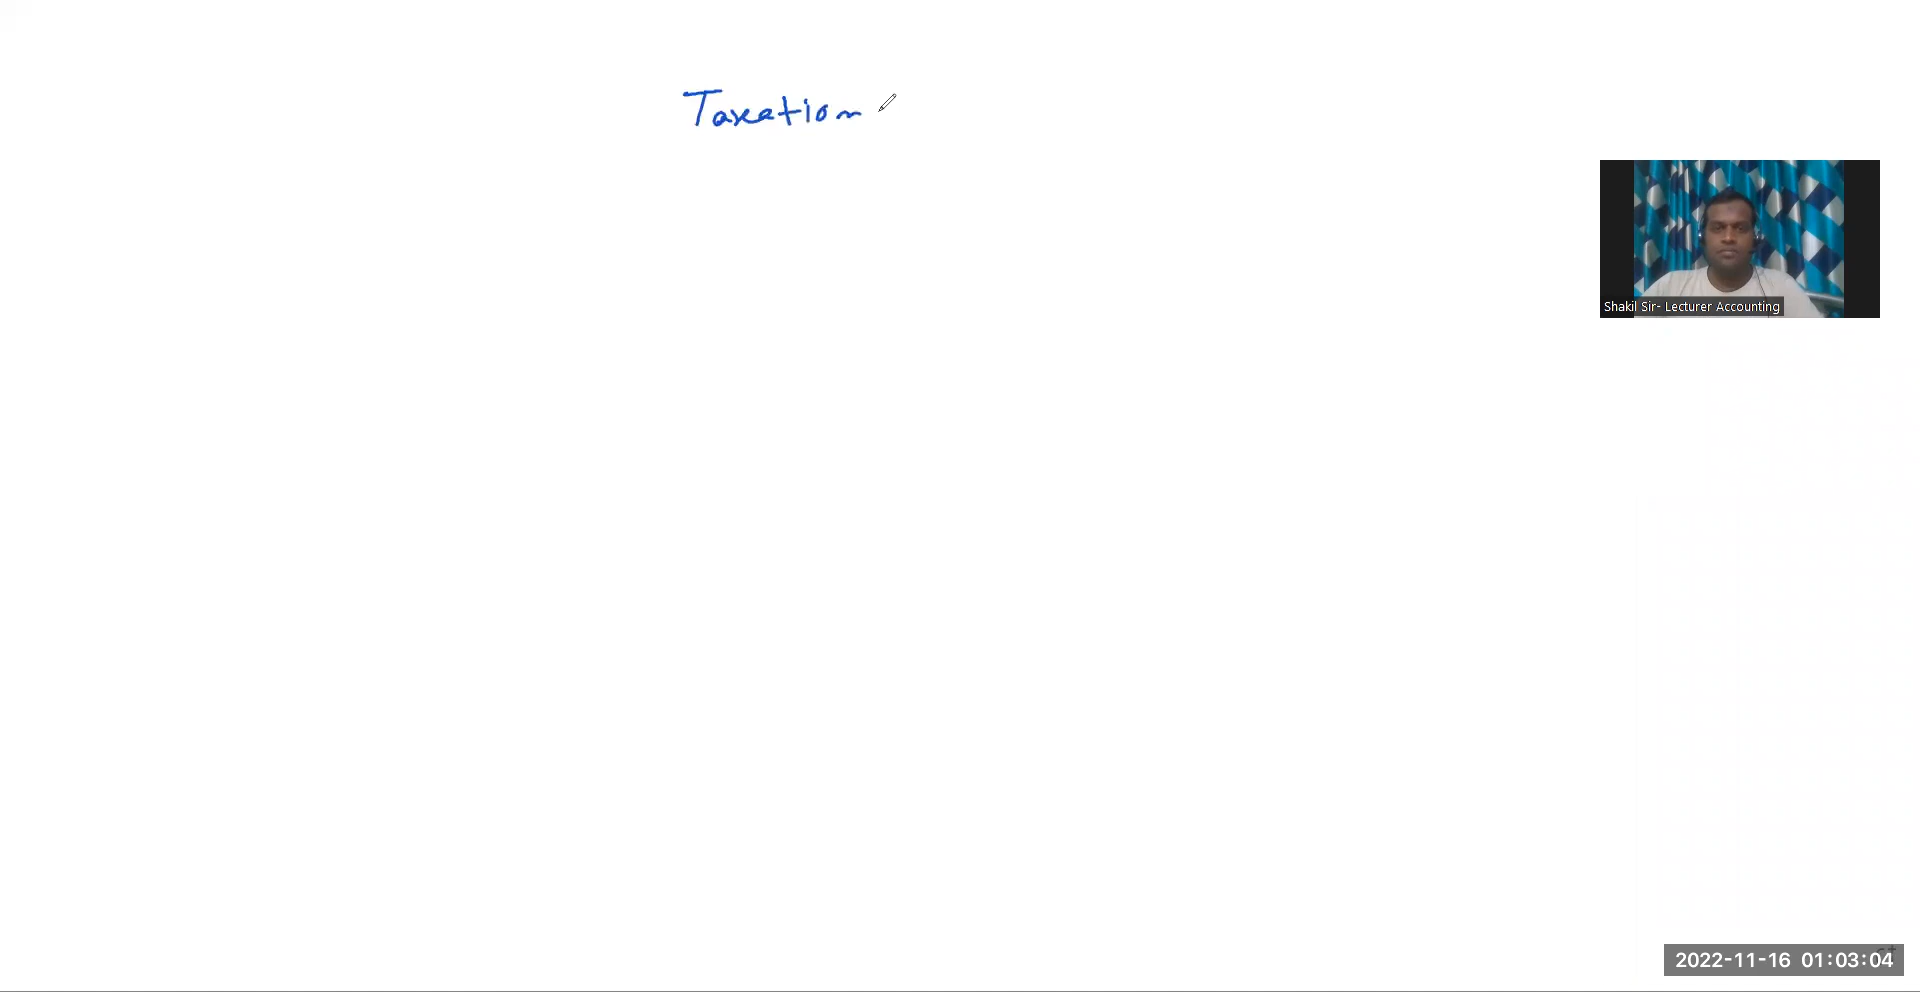 Taxation
Shakil Sir- Lecturer Accounting
2022-11-16 01:03:04